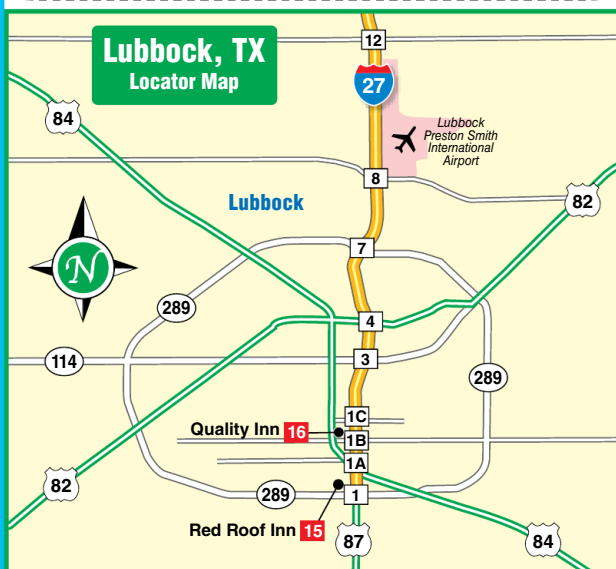 Lubbock, TX
Locator Map
12
27
84
Lubbock
Preston Smith
International
Airport
8
82
Lubbock
N
7
289
4
114
3
289
1C
Quality Inn 16
1B
1A
82
289
1
Red Roof Inn 15
87
84